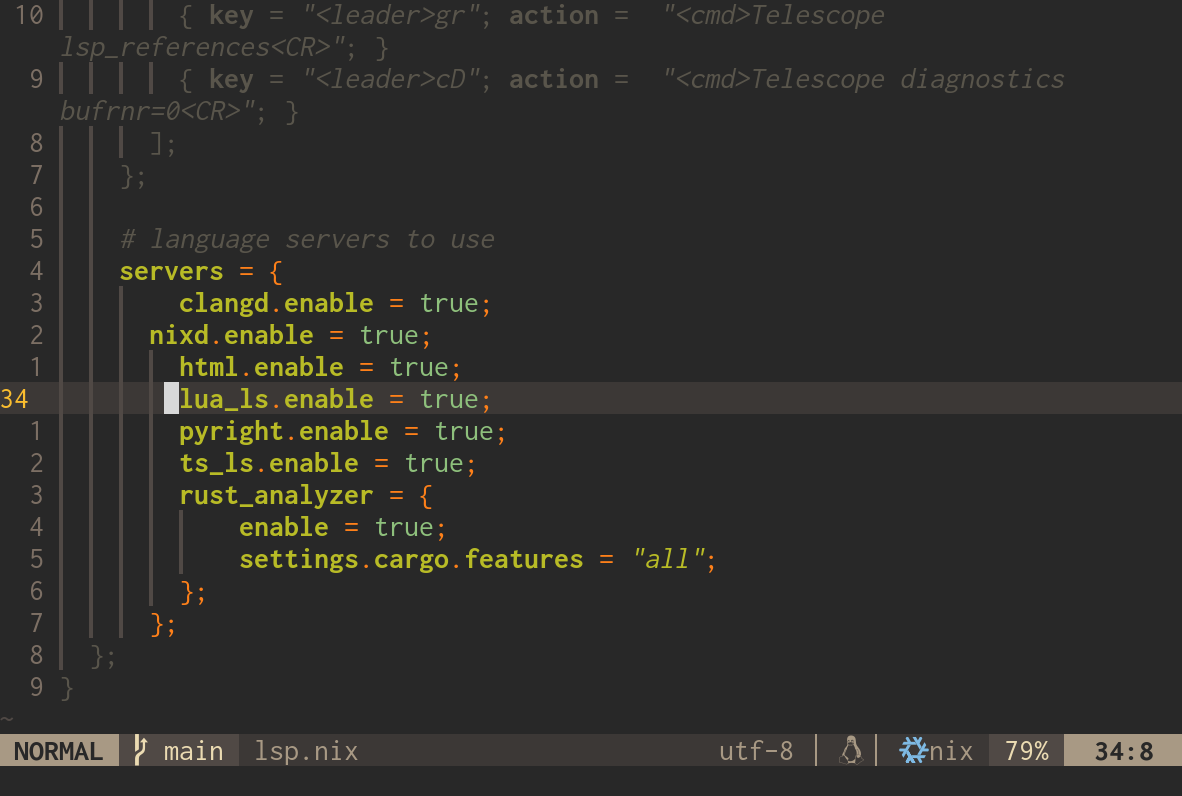 10 { key = "<leader>gr"; action =  "<cmd>Telescope
lsp_references<CR>"; }
9 { key = "<leader>cD"; action =  "<cmd>Telescope diagnostics
bufrnr=0<CR>"; }
8 ];
7 };
6
5 # language servers to use
4 servers = {
3 clangd.enable = true;
2 nixd.enable = true;
1 html.enable = true;
34 lua_ls.enable = true;
1 pyright.enable = true;
2 ts_ls.enable = true;
3 rust_analyzer = {
4 enable = true;
5 settings.cargo.features = "all";
6 };
7 };
8 };
9 }
~
NORMAL main lsp.nix utf-8 nix 79% 34:8